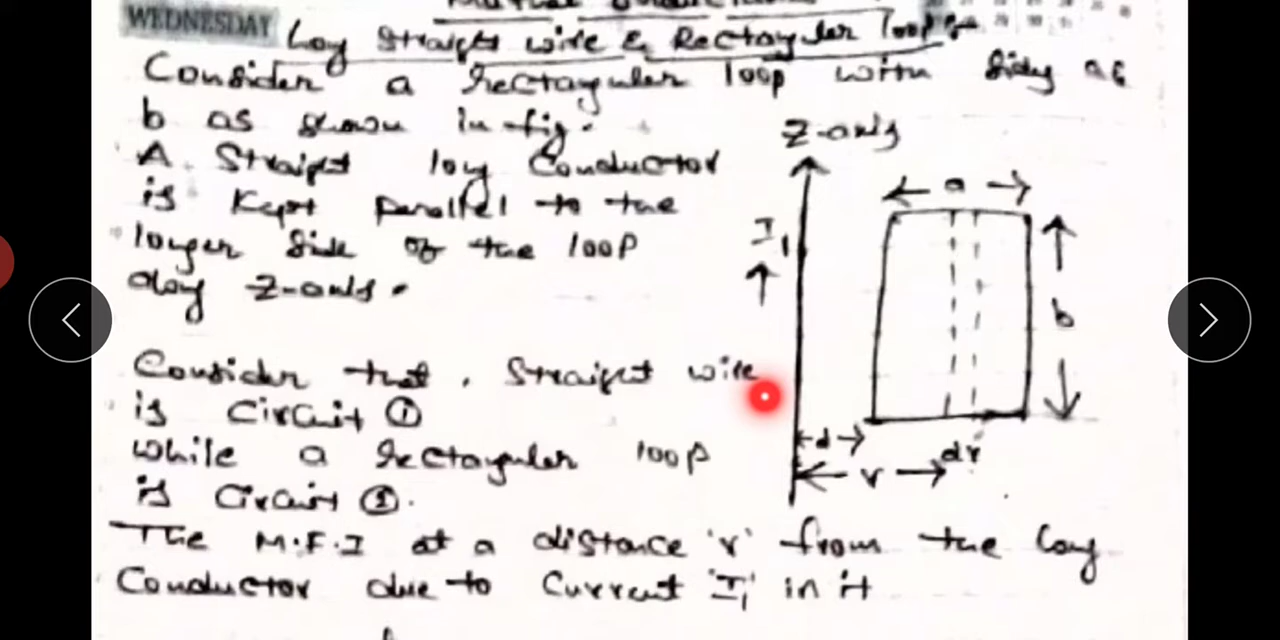 WEDNESDAY
Mutual
Long straight wire & Rectangular loop :-
Consider a rectangular loop with sides a &
b as shown in fig.
A Straight long Conductor
is Kept parallel to the
longer side of the loop
along Z-axis.
Z-axis
a
I1
b
d
dr
r
Consider that, straight wire
is circuit ①
while a rectangular loop
is circuit ②.
The M.F.I at a distance 'r' from the long
Conductor due to Current 'I1' in it